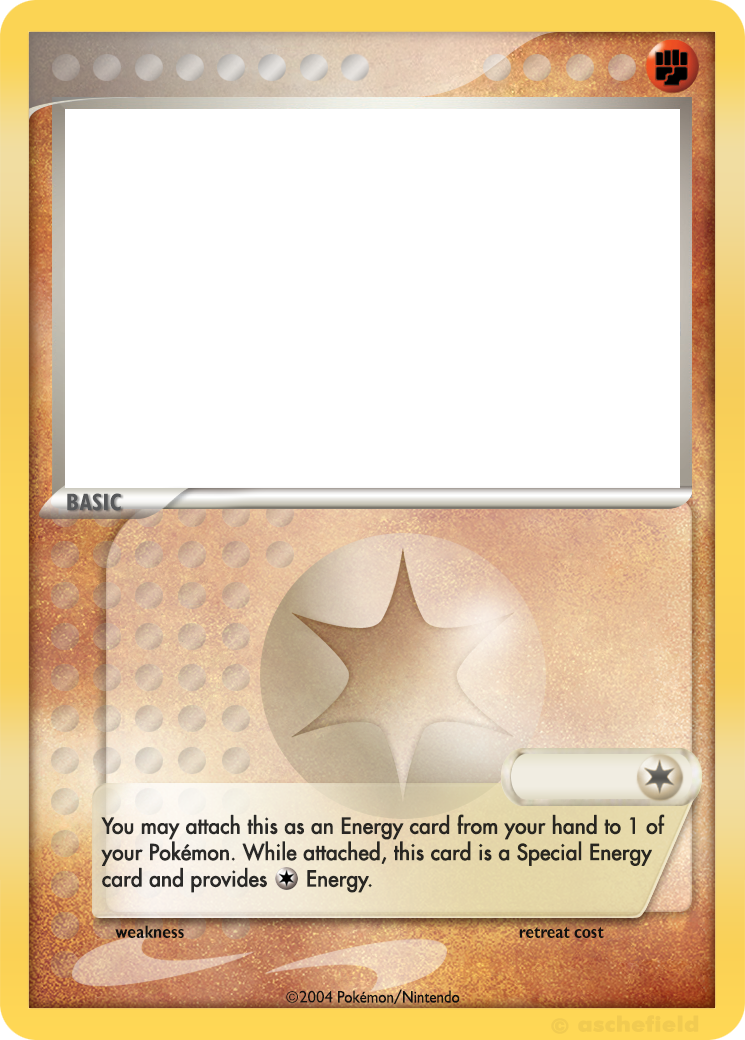 BASIC
You may attach this as an Energy card from your hand to 1 of
your Pokémon. While attached, this card is a Special Energy
card and provides Energy.
weakness
retreat cost
©2004 Pokémon/Nintendo
© aschefield